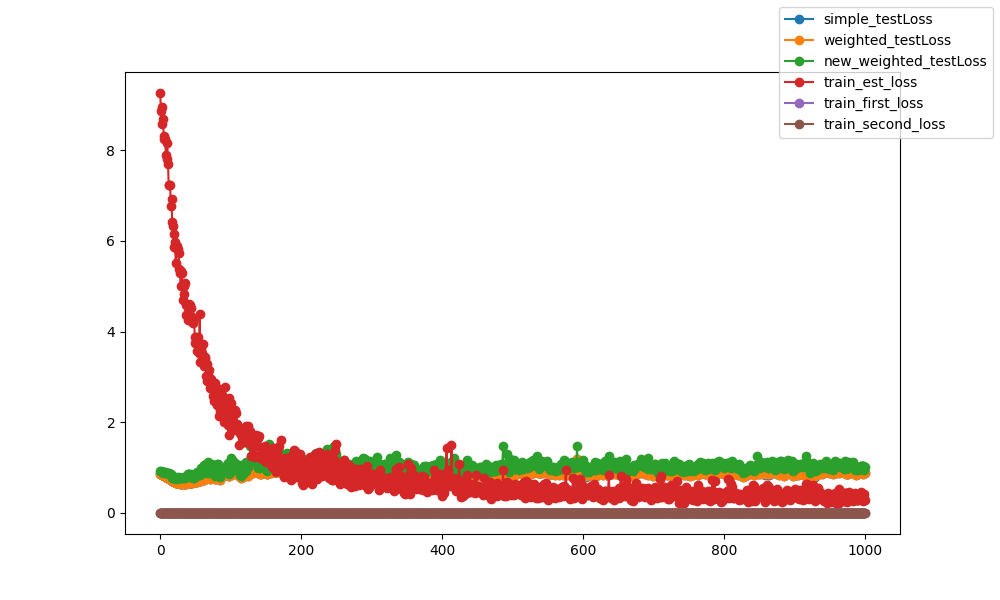 simple_testLoss
weighted_testLoss
new_weighted_testLoss
train_est_loss
train_first_loss
train_second_loss
8
6
4
2
0
0 200 400 600 800 1000